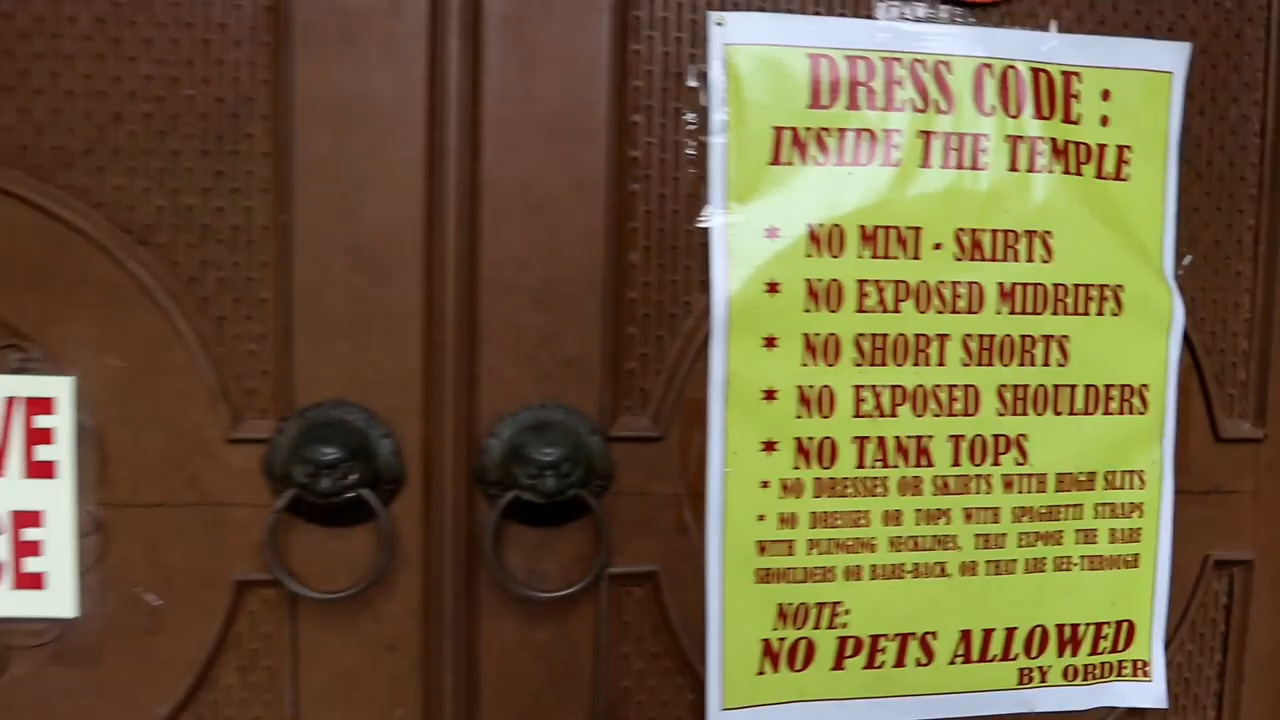 VE
SE
DRESS CODE :
INSIDE THE TEMPLE
* NO MINI - SKIRTS
* NO EXPOSED MIDRIFFS
* NO SHORT SHORTS
* NO EXPOSED SHOULDERS
* NO TANK TOPS
* NO DRESSES OR SKIRTS WITH HIGH SLITS
* NO DRESSES OR TOPS WITH SPAGHETTI STRAPS
WITH PLUNGING NECKLINES, THAT EXPOSE THE BARE
SHOULDERS OR BARE-BACK, OR THAT ARE SEE-THROUGH
NOTE:
NO PETS ALLOWED
BY ORDER